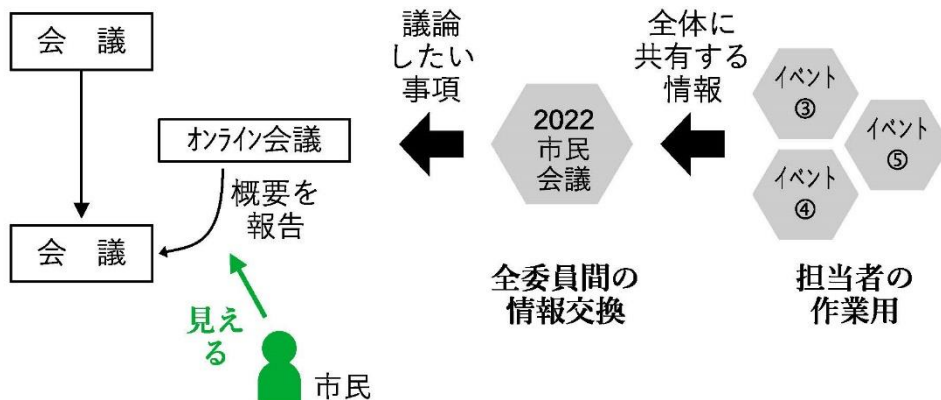 会　議
オンライン会議
概要を
報告
会　議
見え
る
市民
議論
したい
事項
2022
市民
会議
全委員間の
情報交換
全体に
共有する
情報
イベント
③
イベント
⑤
イベント
④
担当者の
作業用